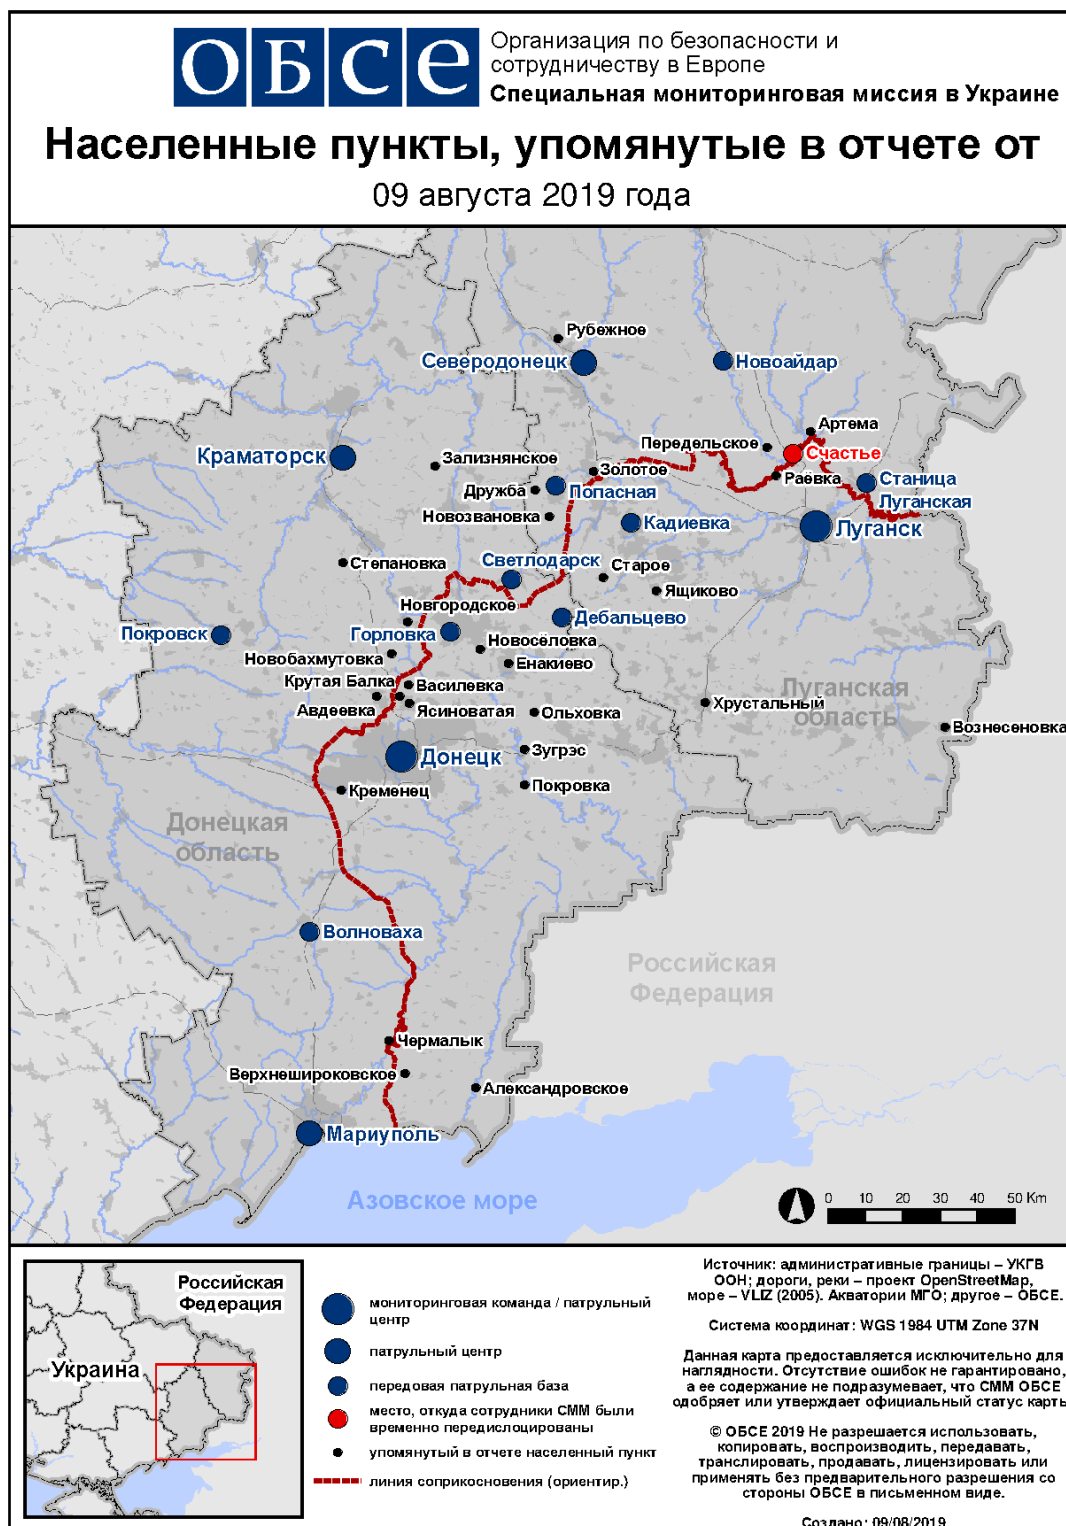 ОБСЕ
Организация по безопасности и
сотрудничеству в Европе
Специальная мониторинговая миссия в Украине
Населенные пункты, упомянутые в отчете от
09 августа 2019 года
Рубежное
Северодонецк
Новоайдар
Артема
Передельское
Счастье
Краматорск
Зализнянское
Золотое
Раёвка
Станица
Луганская
Дружба
Попасная
Новозвановка
Кадиевка
Луганск
Светлодарск
Степановка
Старое
Ящиково
Новгородское
Дебальцево
Покровск
Горловка
Новосёловка
Новобахмутовка
Енакиево
Крутая Балка
Василевка
Авдеевка
Ясиноватая
Ольховка
Хрустальный
Луганская
область
Вознесеновка
Донецк
Зугрэс
Кременец
Покровка
Донецкая
область
Волноваха
Российская
Федерация
Чермалык
Верхнешироковское
Александровское
Мариуполь
Азовское море
0 10 20 30 40 50 Km
Российская
Федерация
Украина
мониторинговая команда / патрульный
центр
патрульный центр
передовая патрульная база
место, откуда сотрудники СММ были
временно передислоцированы
упомянутый в отчете населенный пункт
линия соприкосновения (ориентир.)
Источник: административные границы – УКГВ
ООН; дороги, реки – проект OpenStreetMap,
море – VLIZ (2005). Акватории МГО; другое – ОБСЕ.
Система координат: WGS 1984 UTM Zone 37N
Данная карта предоставляется исключительно для
наглядности. Отсутствие ошибок не гарантировано,
а ее содержание не подразумевает, что СММ ОБСЕ
одобряет или утверждает официальный статус карты.
© ОБСЕ 2019 Не разрешается использовать,
копировать, воспроизводить, передавать,
транслировать, продавать, лицензировать или
применять без предварительного разрешения со
стороны ОБСЕ в письменном виде.
Создано: 09/08/2019